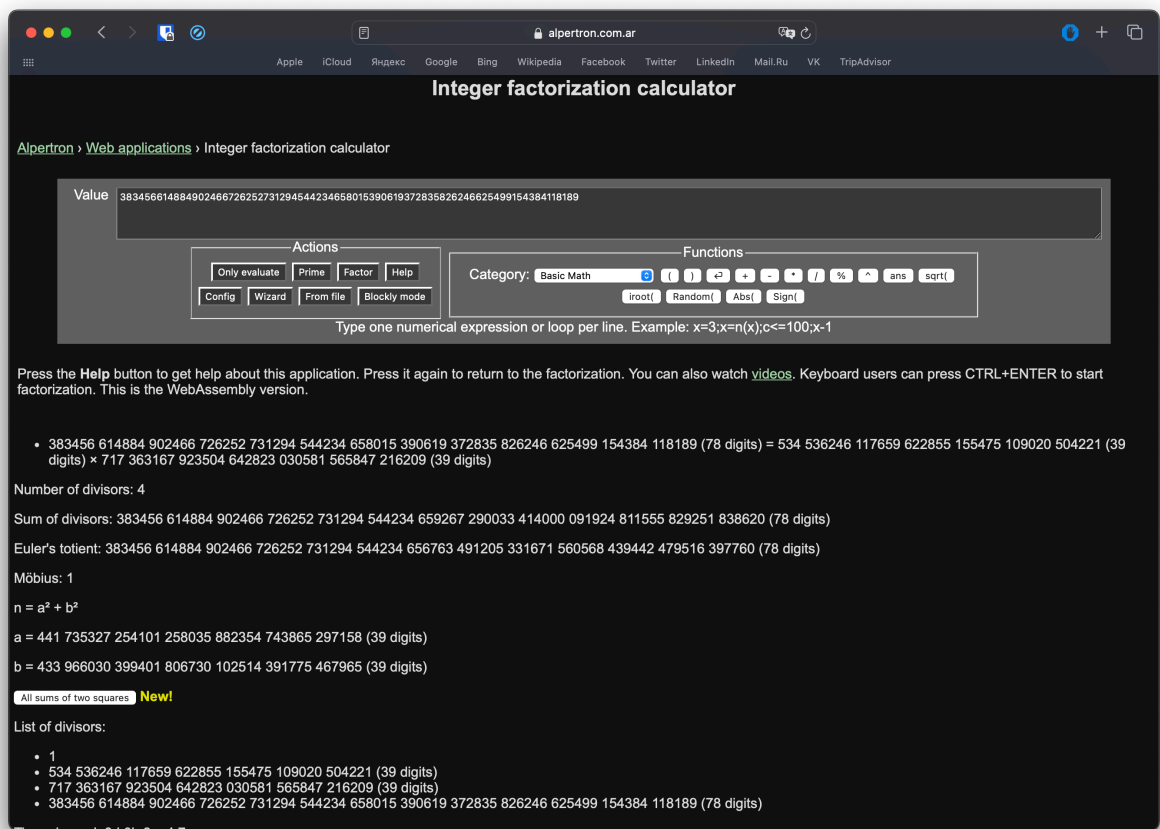 alpertron.com.ar
Apple iCloud Яндекс Google Bing Wikipedia Facebook Twitter LinkedIn Mail.Ru VK TripAdvisor
Integer factorization calculator
Alpertron › Web applications › Integer factorization calculator
Value 383456614884902466726252731294544234658015390619372835826246625499154384118189
Actions
Only evaluate Prime Factor Help
Config Wizard From file Blockly mode
Functions
Category: Basic Math ( ) ⏎ + - * / % ^ ans sqrt(
iroot( Random( Abs( Sign(
Type one numerical expression or loop per line. Example: x=3;x=n(x);c<=100;x-1
Press the Help button to get help about this application. Press it again to return to the factorization. You can also watch videos. Keyboard users can press CTRL+ENTER to start
factorization. This is the WebAssembly version.
• 383456 614884 902466 726252 731294 544234 658015 390619 372835 826246 625499 154384 118189 (78 digits) = 534 536246 117659 622855 155475 109020 504221 (39
digits) × 717 363167 923504 642823 030581 565847 216209 (39 digits)
Number of divisors: 4
Sum of divisors: 383456 614884 902466 726252 731294 544234 659267 290033 414000 091924 811555 829251 838620 (78 digits)
Euler's totient: 383456 614884 902466 726252 731294 544234 656763 491205 331671 560568 439442 479516 397760 (78 digits)
Möbius: 1
n = a² + b²
a = 441 735327 254101 258035 882354 743865 297158 (39 digits)
b = 433 966030 399401 806730 102514 391775 467965 (39 digits)
All sums of two squares New!
List of divisors:
• 1
• 534 536246 117659 622855 155475 109020 504221 (39 digits)
• 717 363167 923504 642823 030581 565847 216209 (39 digits)
• 383456 614884 902466 726252 731294 544234 658015 390619 372835 826246 625499 154384 118189 (78 digits)